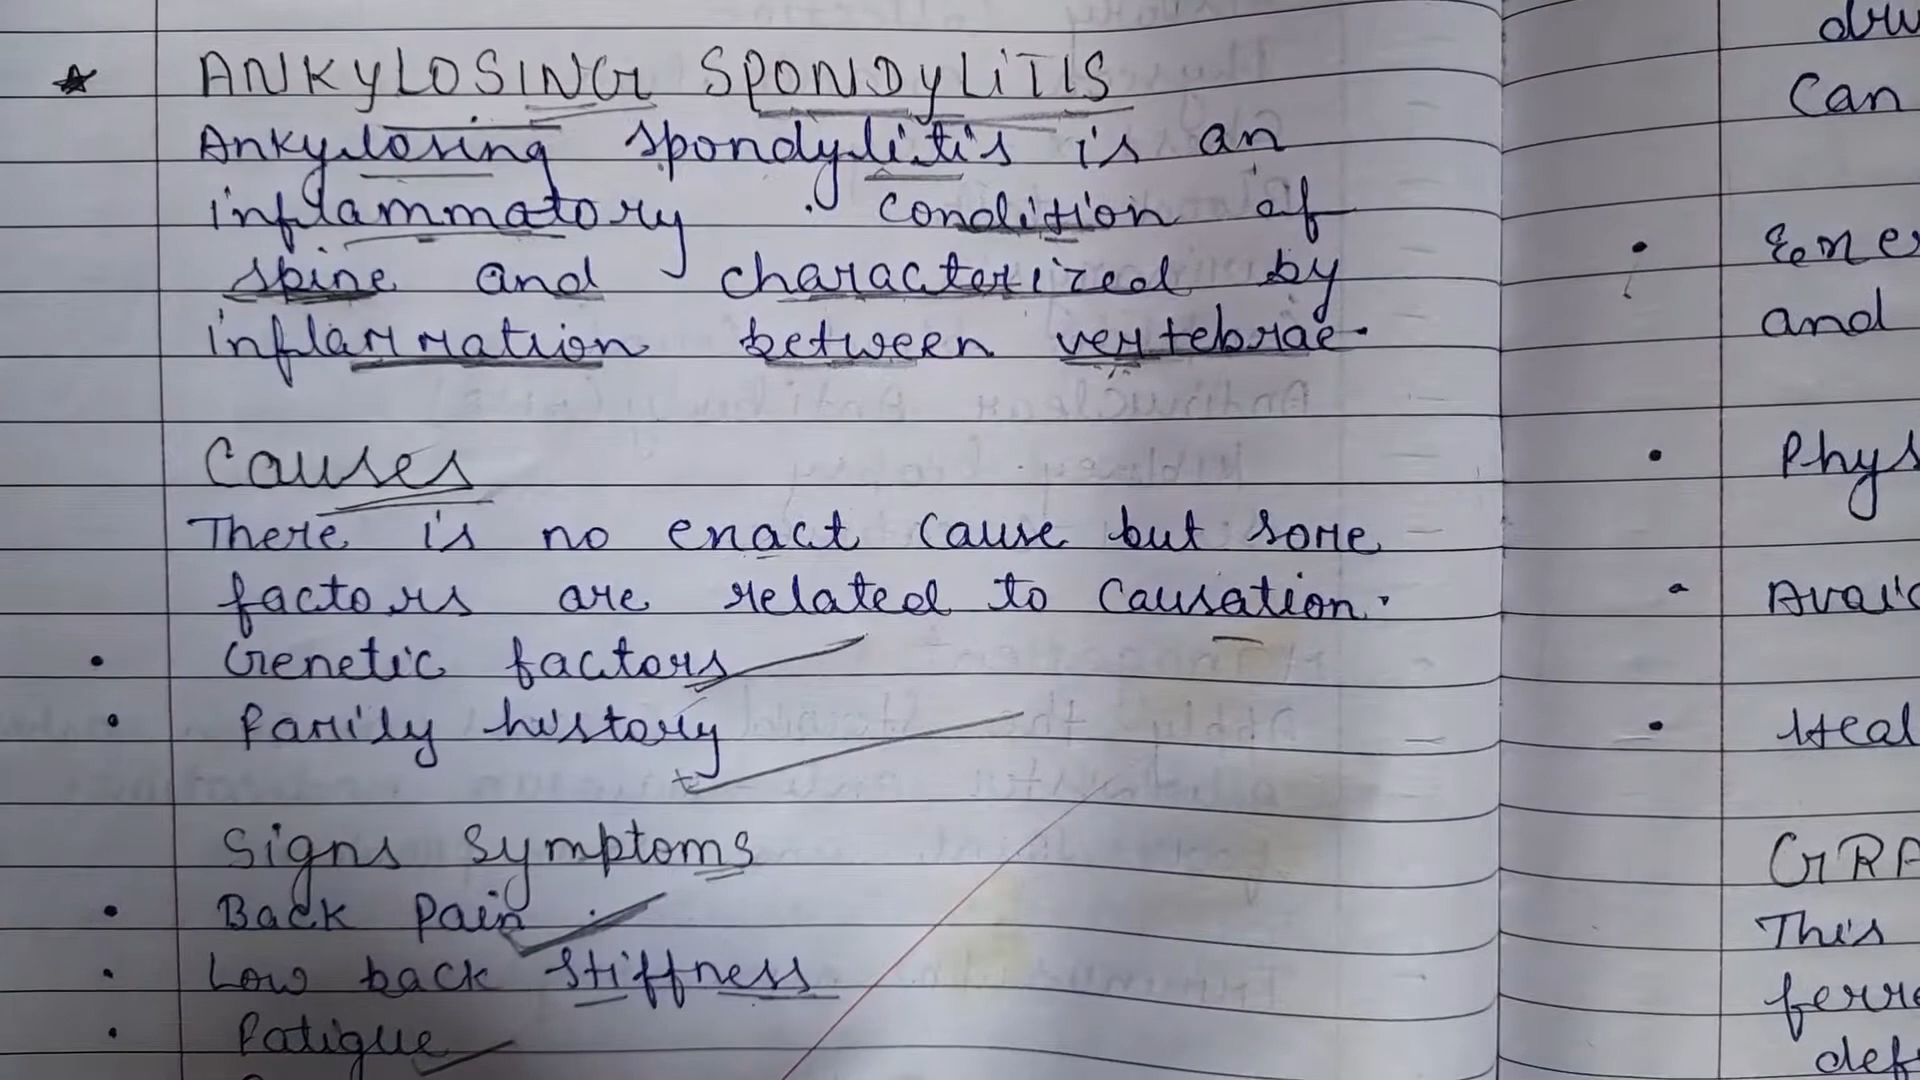 ANKYLOSING SPONDYLITIS
Ankylosing spondylitis is an
inflammatory condition of
spine and characterized by
inflammation between vertebrae.
Causes
There is no enact cause but some
factors are related to causation.
• Genetic factors
• Family history
Signs Symptoms
• Back Pain
• Low back stiffness
• Fatigue
Can
and
Phys
Heal
This